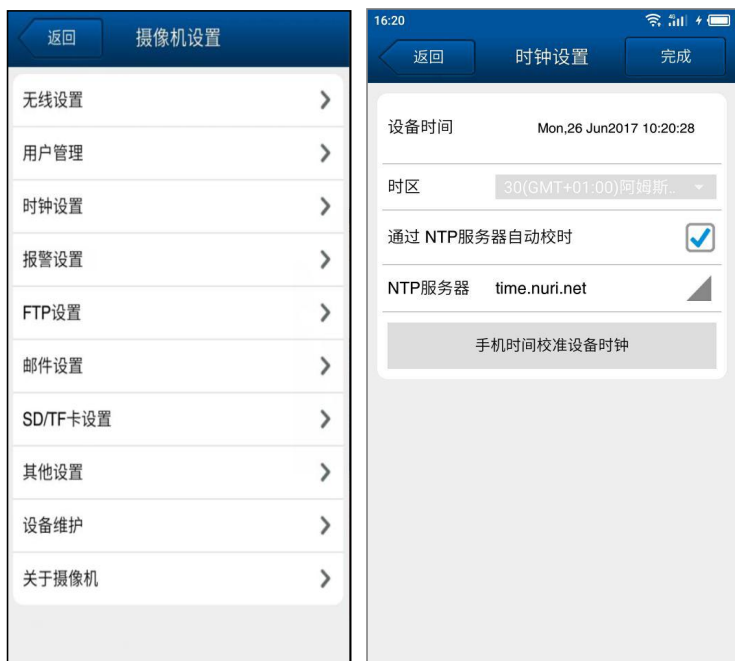 返回 摄像机设置
无线设置
用户管理
时钟设置
报警设置
FTP设置
邮件设置
SD/TF卡设置
其他设置
设备维护
关于摄像机
16:20
返回 时钟设置 完成
设备时间 Mon,26 Jun2017 10:20:28
时区 30(GMT+01:00)阿姆斯...
通过 NTP服务器自动校时
NTP服务器 time.nuri.net
手机时间校准设备时钟